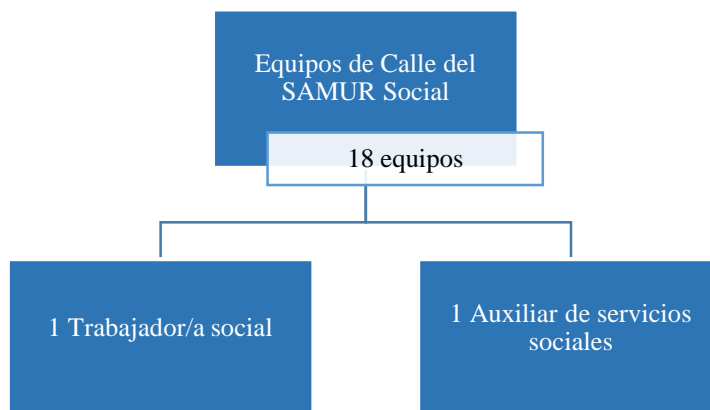 Equipos de Calle del
SAMUR Social
18 equipos
1 Trabajador/a social
1 Auxiliar de servicios
sociales